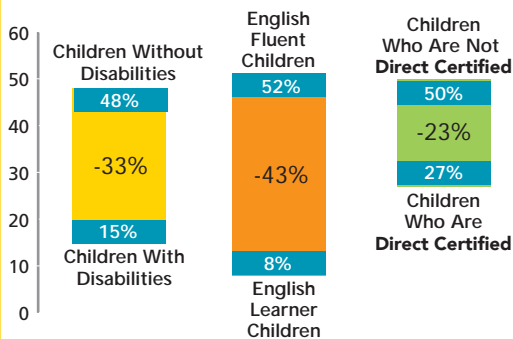 60
50
40
30
20
10
0
Children Without
Disabilities
48%
-33%
15%
Children With
Disabilities
English
Fluent
Children
52%
-43%
8%
English
Learner
Children
Children
Who Are Not
Direct Certified
50%
-23%
27%
Children
Who Are
Direct Certified